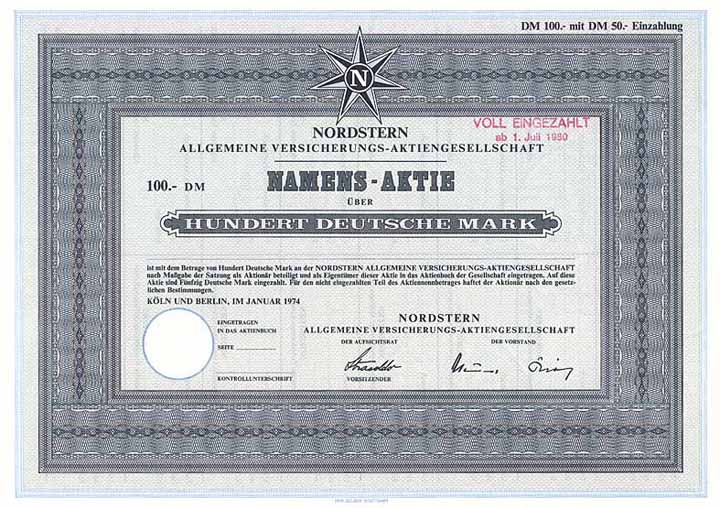 DM 100.- mit DM 50.- Einzahlung
N
VOLL EINGEZAHLT
ab 1. Juli 1980
NORDSTERN
ALLGEMEINE VERSICHERUNGS-AKTIENGESELLSCHAFT
100.- DM
NAMENS-AKTIE
ÜBER
HUNDERT DEUTSCHE MARK
ist mit dem Betrage von Hundert Deutsche Mark an der NORDSTERN ALLGEMEINE VERSICHERUNGS-AKTIENGESELLSCHAFT
nach Maßgabe der Satzung als Aktionär beteiligt und als Eigentümer dieser Aktie in das Aktienbuch der Gesellschaft eingetragen. Auf diese
Aktie sind Fünfzig Deutsche Mark eingezahlt. Für den nicht eingezahlten Teil des Aktiennennbetrages haftet der Aktionär nach den gesetz-
lichen Bestimmungen.
KÖLN UND BERLIN, IM JANUAR 1974
EINGETRAGEN
IN DAS AKTIENBUCH
SEITE
KONTROLLUNTERSCHRIFT
NORDSTERN
ALLGEMEINE VERSICHERUNGS-AKTIENGESELLSCHAFT
DER AUFSICHTSRAT
DER VORSTAND
VORSITZENDER